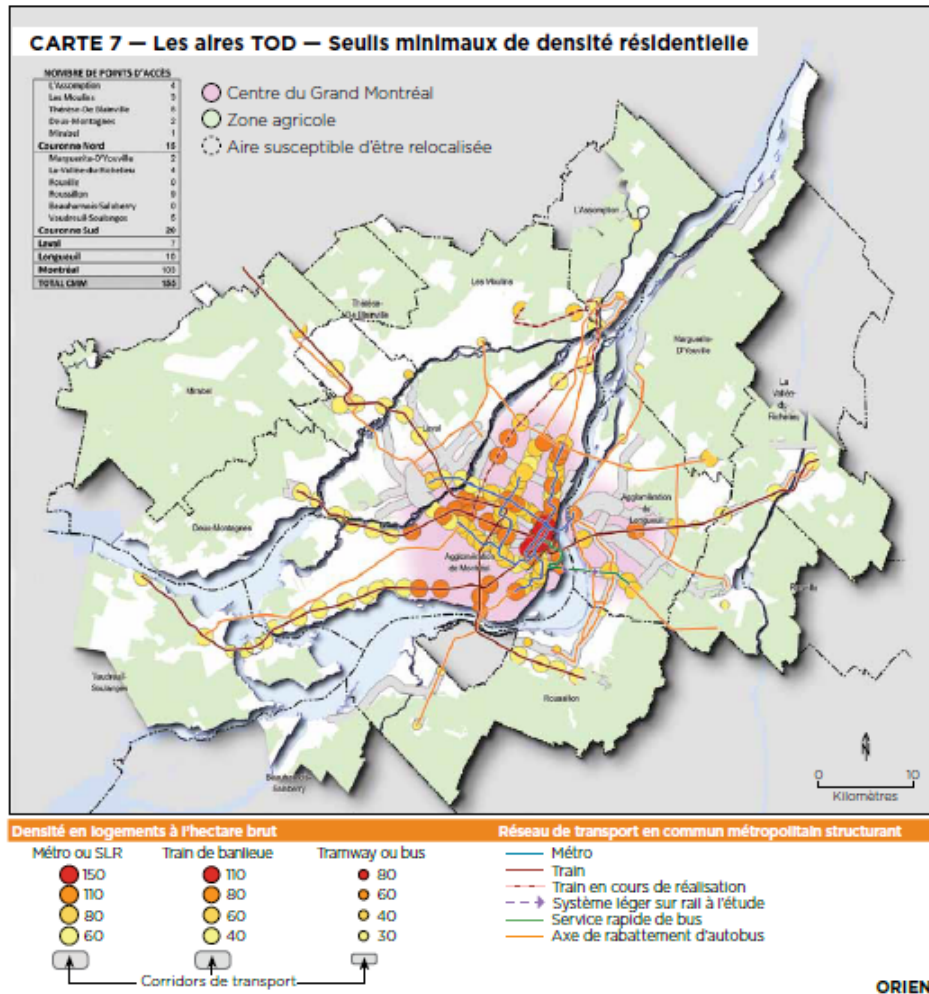 CARTE 7 — Les aires TOD — Seuils minimaux de densité résidentielle
NOMBRE DE POINTS D'ACCÈS
L'Assomption 4
Les Moulins
Thérèse-De Blainville
Deux-Montagnes 2
Mirabel 1
Couronne Nord 15
Marguerite-D'Youville 2
La-Vallée-du-Richelieu 4
Rouville 0
Roussillon 9
Beauharnois-Salaberry 0
Vaudreuil-Soulanges 5
Couronne Sud 20
Laval 7
Longueuil 10
Montréal 103
TOTAL CMM 155
Centre du Grand Montréal
Zone agricole
Aire susceptible d'être relocalisée
L'Assomption
Les Moulins
Thérèse-
De Blainville
Marguerite-
D'Youville
Mirabel
La
Vallée-
du-
Richelieu
Laval
Agglomération
de
Longueuil
Deux-Montagnes
Agglomération
de Montréal
Vaudreuil-
Soulanges
Roussillon
Beauharnois-
Salaberry
N
0 10
Kilomètres
Densité en logements à l'hectare brut
Métro ou SLR
150
110
80
60
Train de banlieue
110
80
60
40
Tramway ou bus
80
60
40
30
Corridors de transport
Réseau de transport en commun métropolitain structurant
Métro
Train
Train en cours de réalisation
Système léger sur rail à l'étude
Service rapide de bus
Axe de rabattement d'autobus
ORIEN